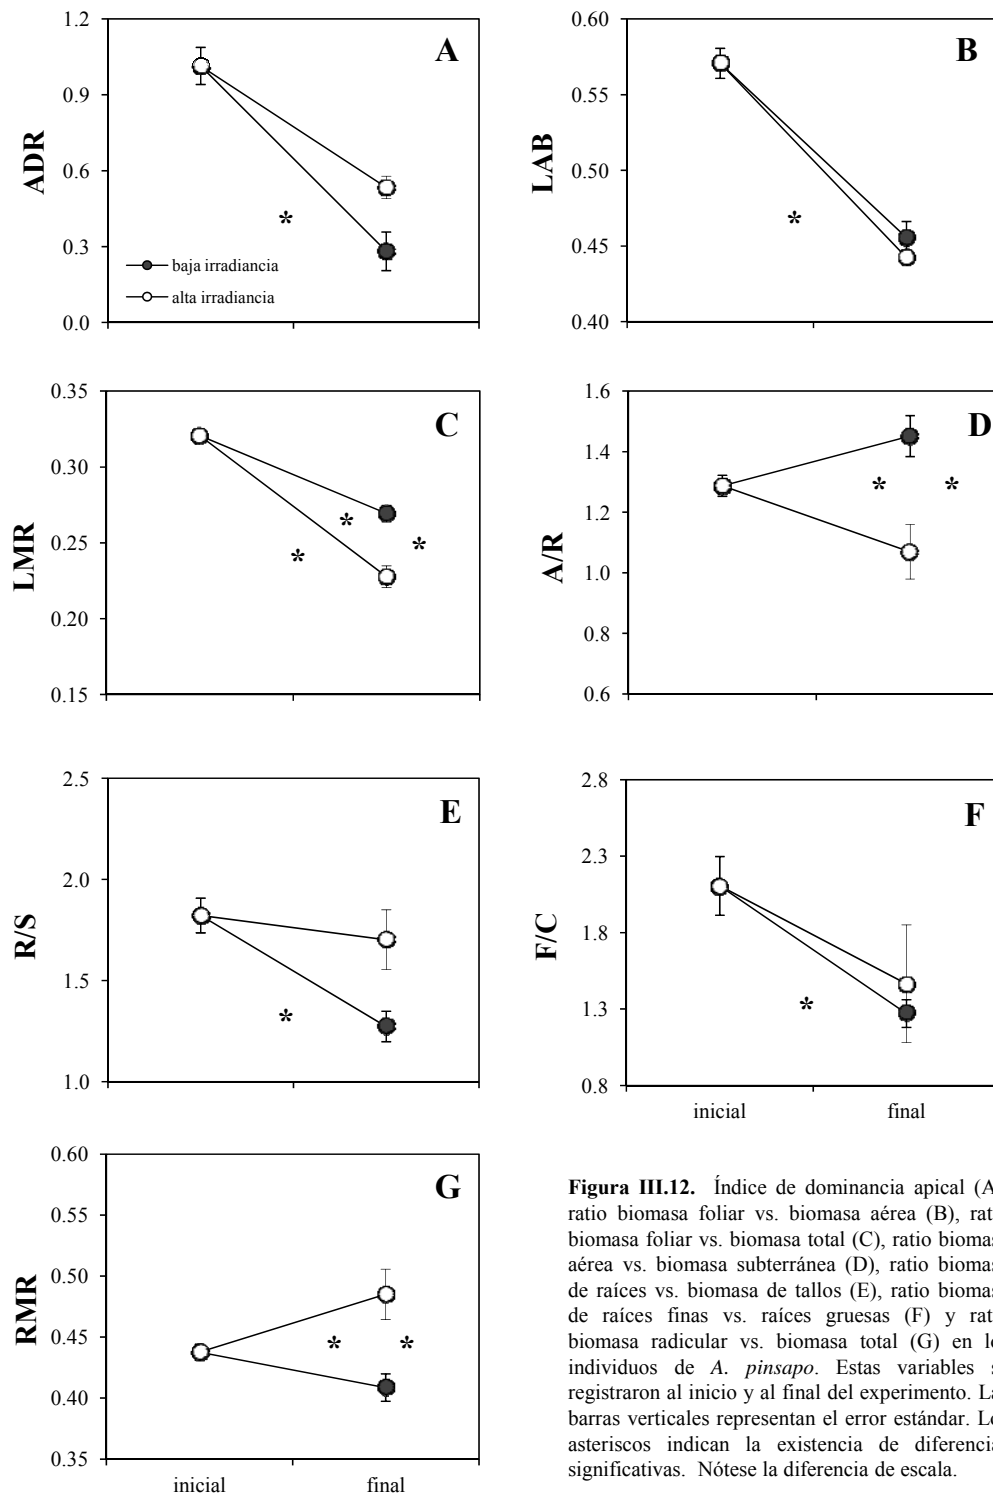 A
ADR
1.2
0.9
0.6
0.3
0.0
*
baja irradiancia
alta irradiancia
B
LAB
0.60
0.55
0.50
0.45
0.40
*
C
LMR
0.35
0.30
0.25
0.20
0.15
* * *
D
A/R
1.6
1.4
1.2
1.0
0.8
0.6
* *
E
R/S
2.5
2.0
1.5
1.0
*
F
F/C
2.8
2.3
1.8
1.3
0.8
*
inicial final
G
RMR
0.60
0.55
0.50
0.45
0.40
0.35
* *
inicial final
Figura III.12. Índice de dominancia apical (A
ratio biomasa foliar vs. biomasa aérea (B), rati
biomasa foliar vs. biomasa total (C), ratio biomas
aérea vs. biomasa subterránea (D), ratio biomas
de raíces vs. biomasa de tallos (E), ratio biomas
de raíces finas vs. raíces gruesas (F) y rati
biomasa radicular vs. biomasa total (G) en lo
individuos de A. pinsapo. Estas variables s
registraron al inicio y al final del experimento. La
barras verticales representan el error estándar. Lo
asteriscos indican la existencia de diferencia
significativas. Nótese la diferencia de escala.